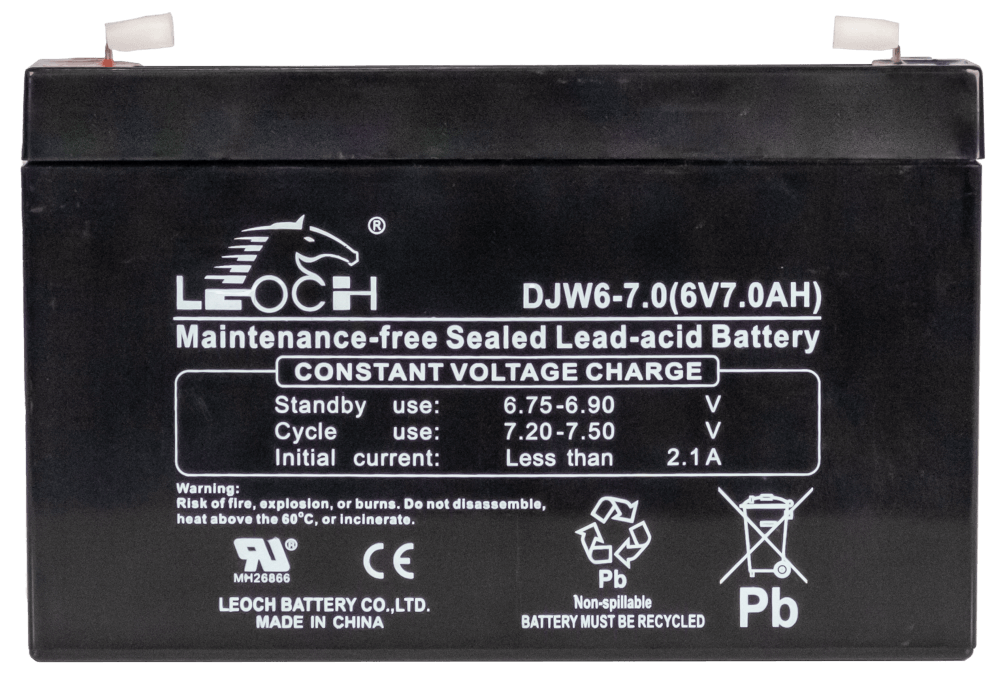 LEOCH ®
DJW6-7.0(6V7.0AH)
Maintenance-free Sealed Lead-acid Battery
CONSTANT VOLTAGE CHARGE
Standby use: 6.75-6.90 V
Cycle use: 7.20-7.50 V
Initial current: Less than 2.1A
Warning:
Risk of fire, explosion, or burns. Do not disassemble,
heat above the 60°C, or incinerate.
RU®
MH26866
CE
LEOCH BATTERY CO.,LTD.
MADE IN CHINA
Pb
Non-spillable
BATTERY MUST BE RECYCLED
Pb